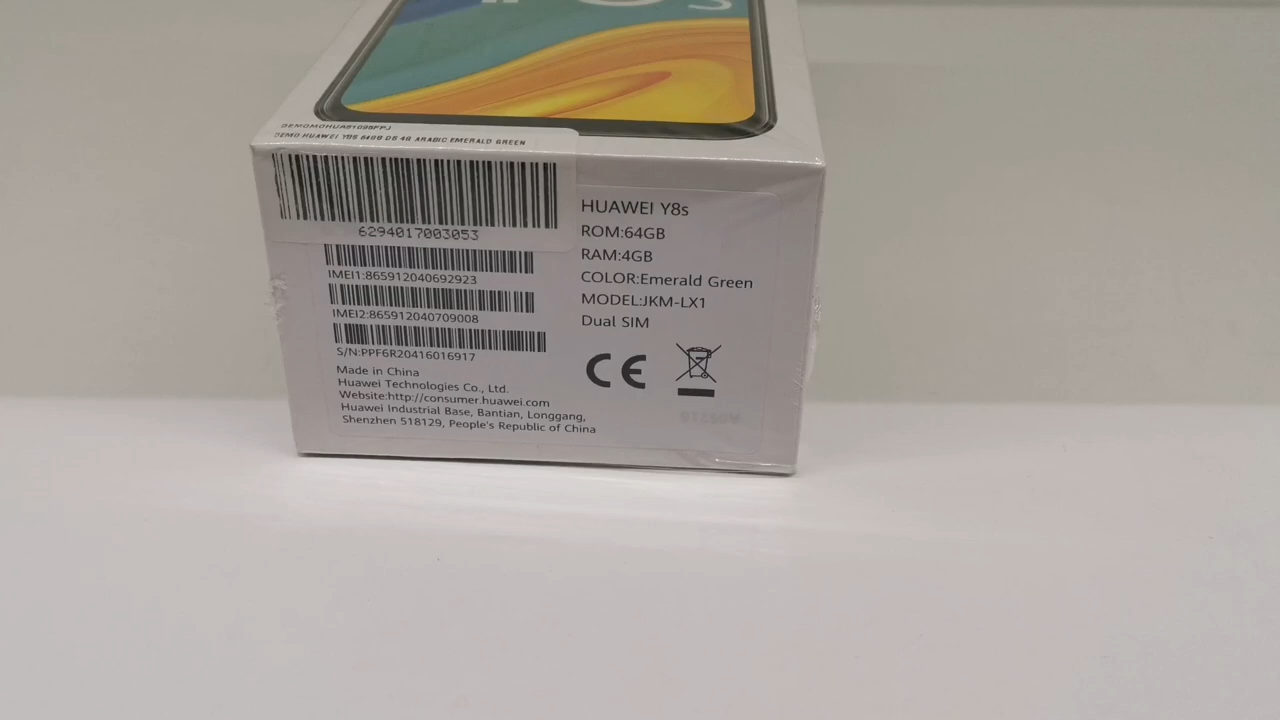 DEMO HUAWEI Y8S 64GB DS 4G ARABIC EMERALD GREEN
6294017003053
IMEI1:865912040692923
IMEI2:865912040709008
S/N:PPF6R20416016917
Made in China
Huawei Technologies Co., Ltd.
Website:http://consumer.huawei.com
Huawei Industrial Base, Bantian, Longgang,
Shenzhen 518129, People's Republic of China
HUAWEI Y8s
ROM:64GB
RAM:4GB
COLOR:Emerald Green
MODEL:JKM-LX1
Dual SIM
CE